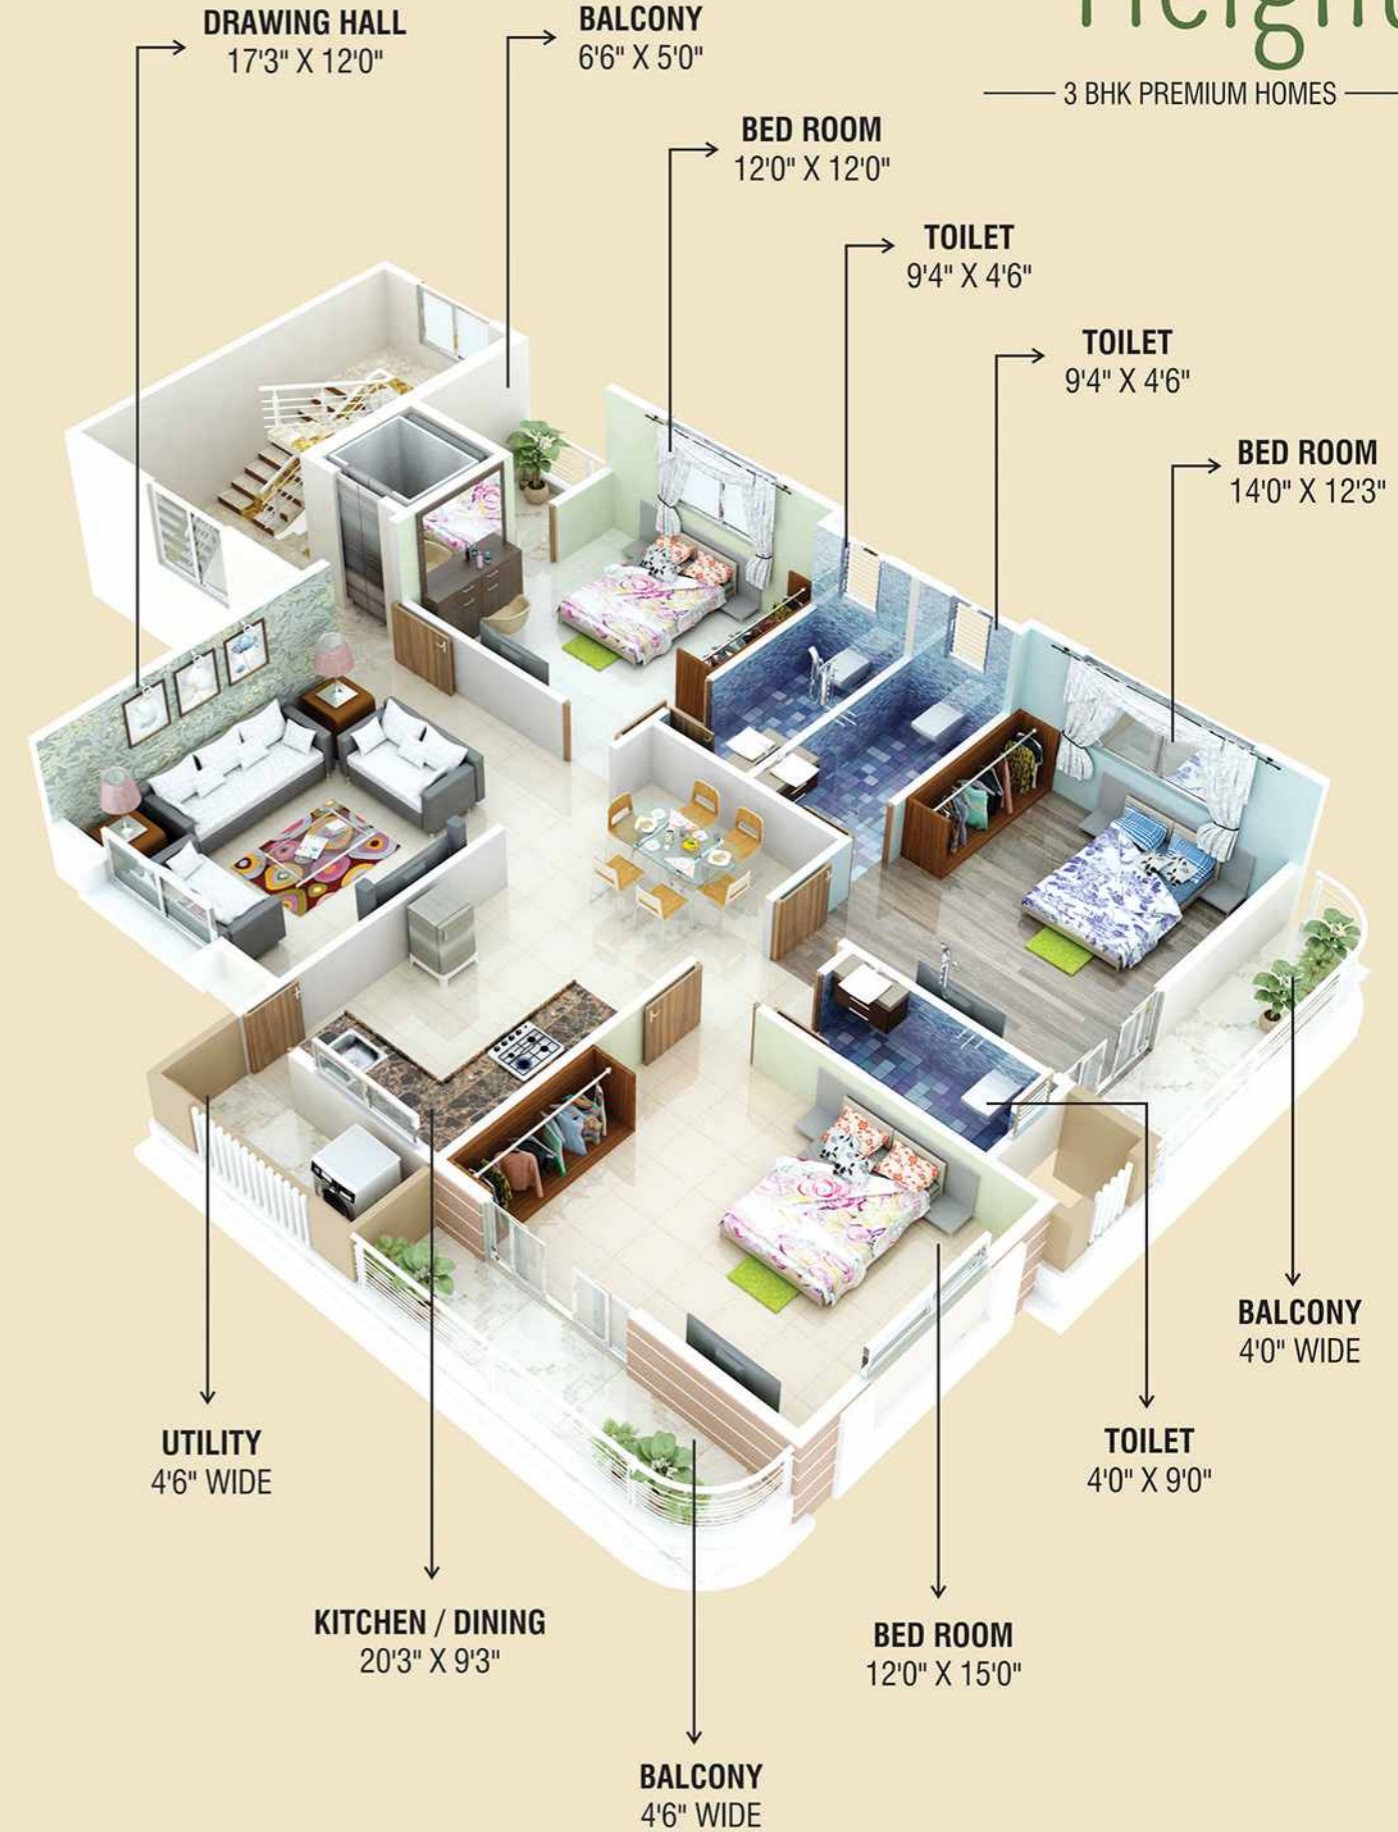 DRAWING HALL
17'3" X 12'0"
BALCONY
6'6" X 5'0"
3 BHK PREMIUM HOMES
BED ROOM
12'0" X 12'0"
TOILET
9'4" X 4'6"
TOILET
9'4" X 4'6"
BED ROOM
14'0" X 12'3"
BALCONY
4'0" WIDE
TOILET
4'0" X 9'0"
UTILITY
4'6" WIDE
KITCHEN / DINING
20'3" X 9'3"
BED ROOM
12'0" X 15'0"
BALCONY
4'6" WIDE